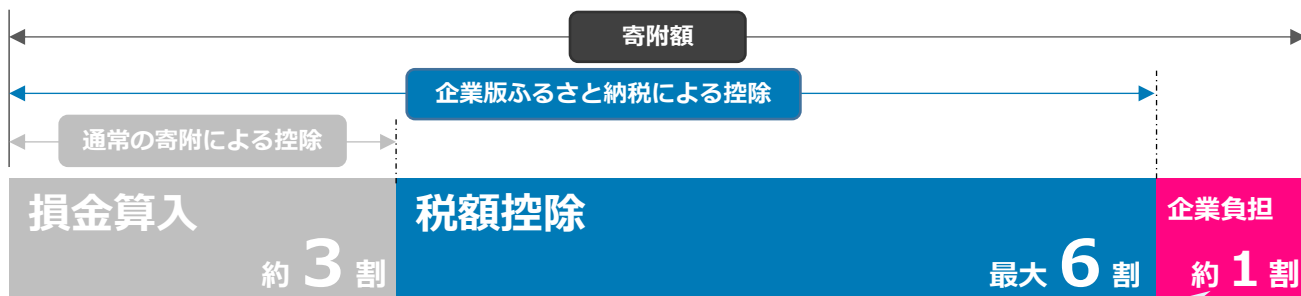 寄附額
企業版ふるさと納税による控除
通常の寄附による控除
損金算入
約3割
税額控除
最大6割
企業負担
約1割